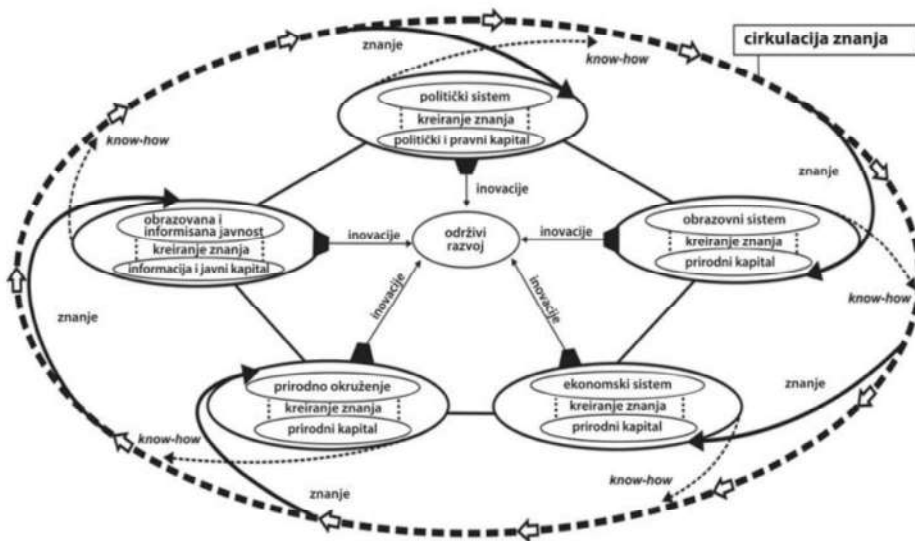 znanje
know-how
cirkulacija znanja
politički sistem
kreiranje znanja
politički i pravni kapital
know-how
inovacije
znanje
obrazovana i
informisana javnost
kreiranje znanja
informacija i javni kapital
inovacije
održivi
razvoj
inovacije
obrazovni sistem
kreiranje znanja
prirodni kapital
know-how
znanje
inovacije
inovacije
prirodno okruženje
kreiranje znanja
prirodni kapital
ekonomski sistem
kreiranje znanja
prirodni kapital
znanje
know-how
znanje
know-how